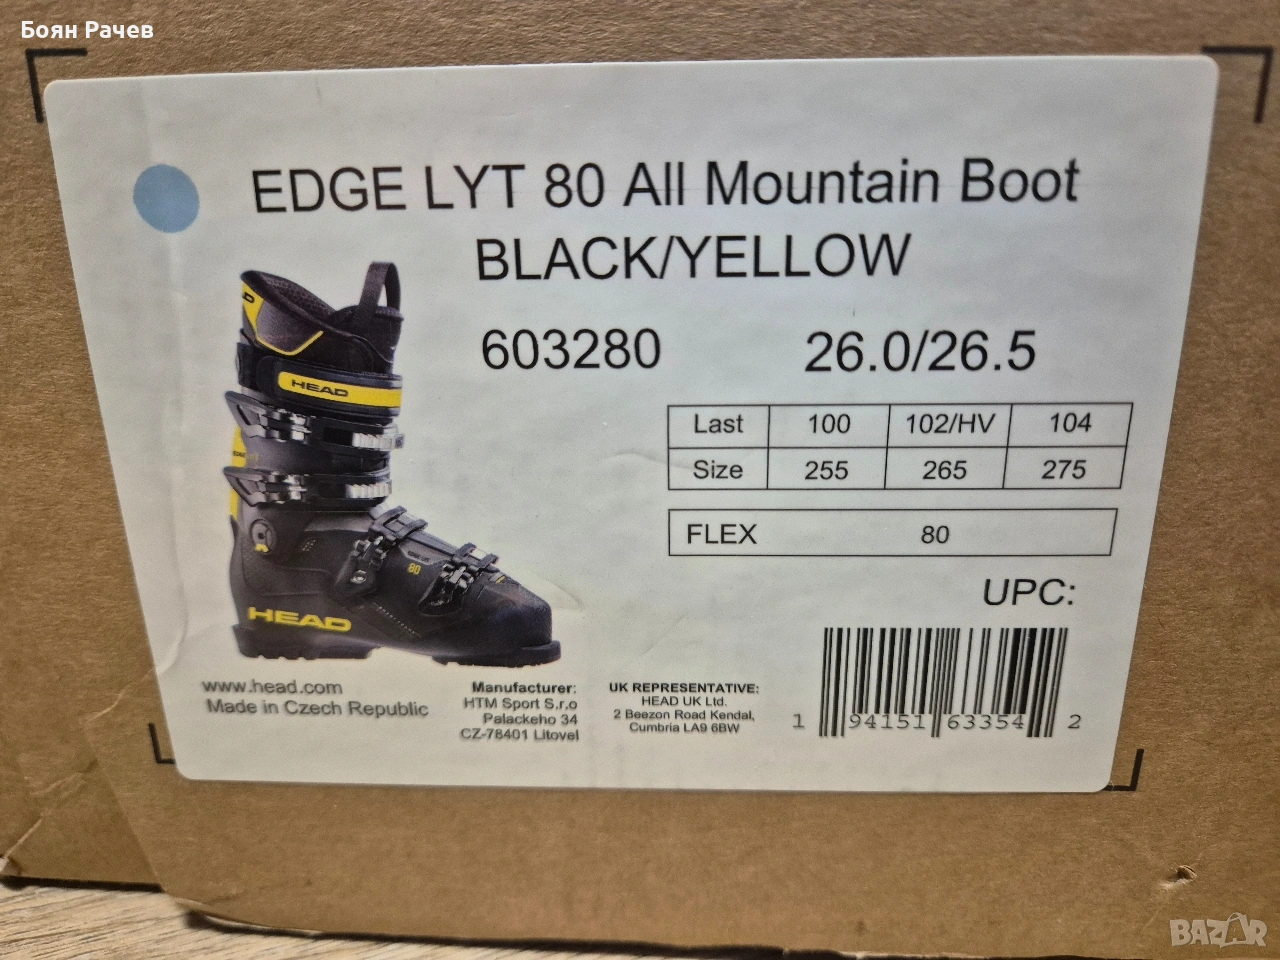 Боян Рачев
EDGE LYT 80 All Mountain Boot
BLACK/YELLOW
603280 26.0/26.5
Last 100 102/HV 104
Size 255 265 275
FLEX 80
UPC:
HEAD
80
HEAD
www.head.com
Made in Czech Republic
Manufacturer:
HTM Sport S.r.o
Palackeho 34
CZ-78401 Litovel
UK REPRESENTATIVE:
HEAD UK Ltd.
2 Beezon Road Kendal,
Cumbria LA9 6BW
1 94151 63354 2
BAZAR